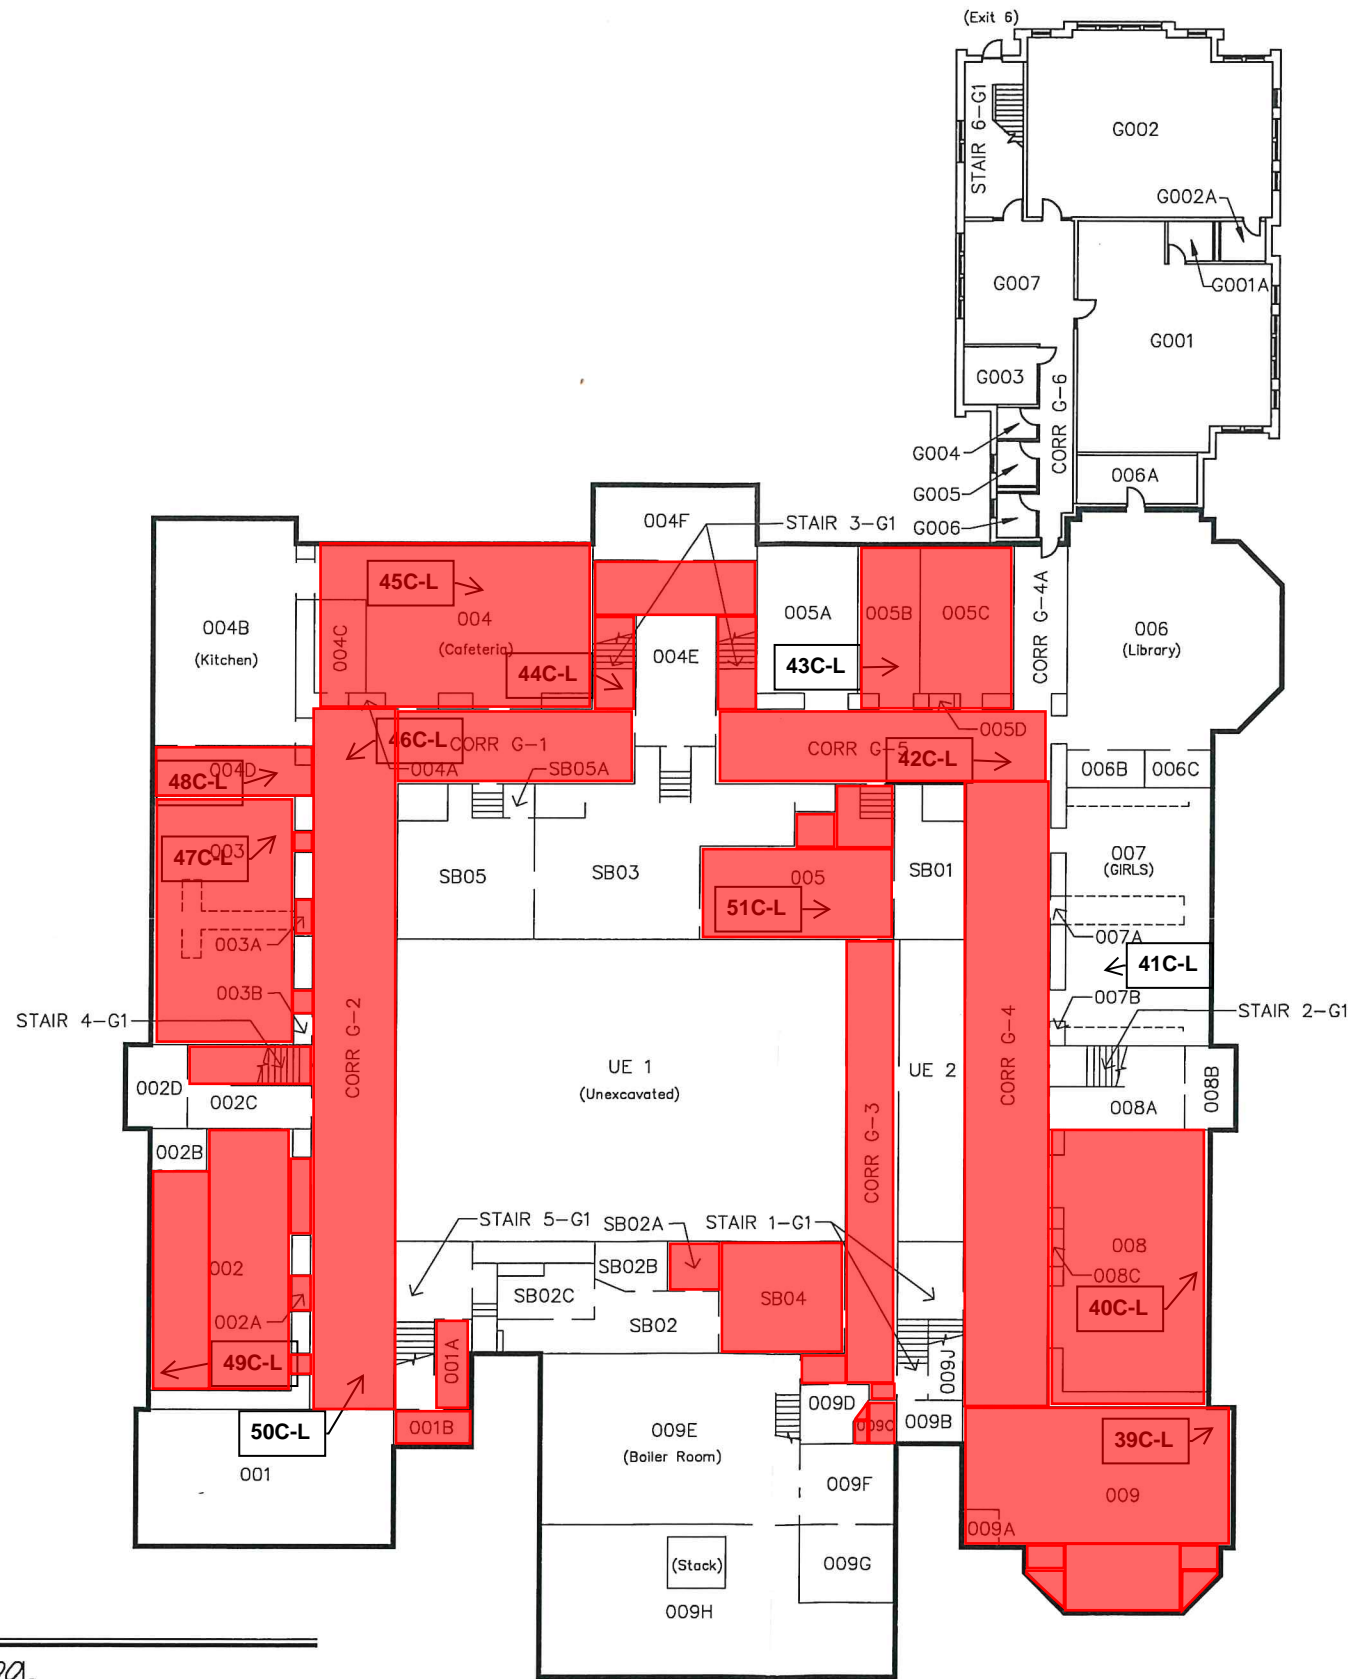 (Exit 6)
STAIR 6-G1
G002
G002A
G007
G001A
G001
G003
CORR G-6
G004
006A
G005
G006
004F
STAIR 3-G1
45C-L
004B
(Kitchen)
004C
004
(Cafeteria)
44C-L
004E
005A
43C-L
005B
005C
CORR G-4A
006
(Library)
46C-L
CORR G-1
004A
005D
CORR G-5
42C-L
004D
48C-L
SB05A
006B
006C
003
47C-L
SB05
SB03
005
SB01
007
(GIRLS)
51C-L
003A
007A
41C-L
003B
007B
STAIR 4-G1
STAIR 2-G1
CORR G-2
UE 1
(Unexcavated)
UE 2
CORR G-4
002D
002C
008A
008B
CORR G-3
002B
STAIR 5-G1
SB02A
STAIR 1-G1
002
SB02B
008
SB02C
008C
SB04
40C-L
002A
SB02
49C-L
001A
009J
009D
50C-L
001B
009E
(Boiler Room)
009C
009B
39C-L
001
009F
009
009A
(Stack)
009G
009H